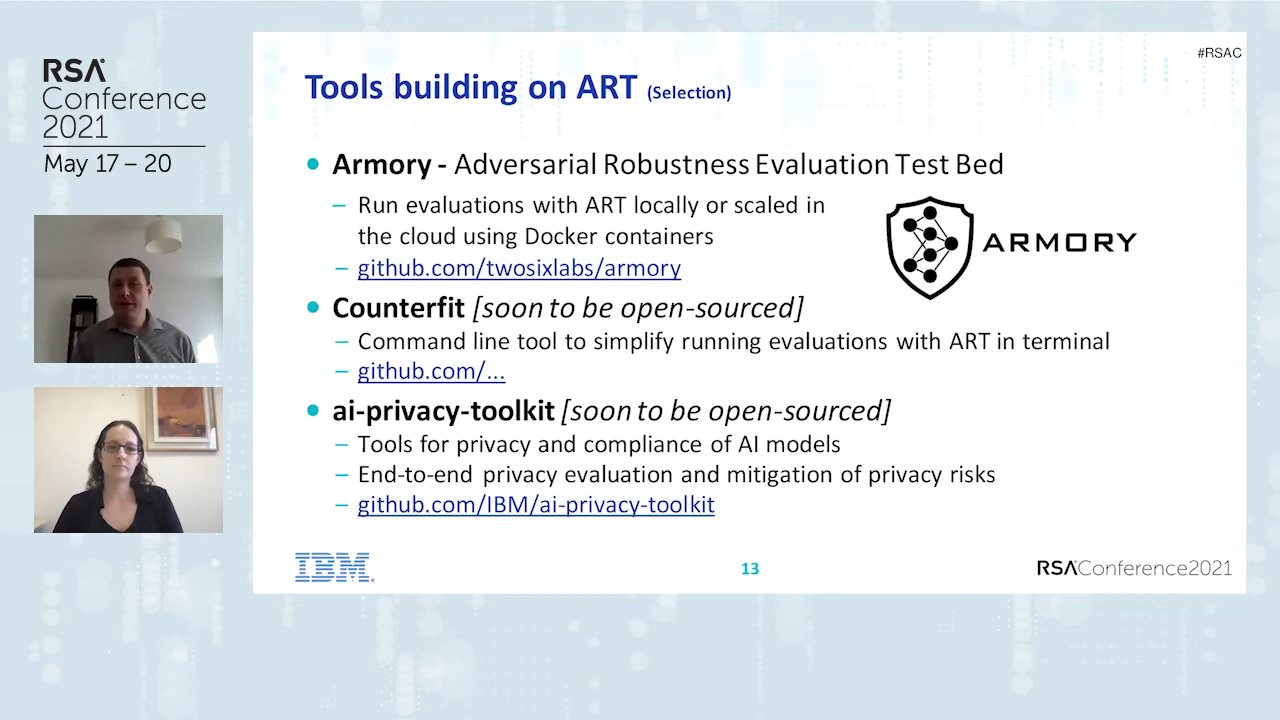 RSA
Conference
2021
May 17 – 20
#RSAC
Tools building on ART (Selection)
• Armory - Adversarial Robustness Evaluation Test Bed
– Run evaluations with ART locally or scaled in
the cloud using Docker containers
– github.com/twosixlabs/armory
ARMORY
• Counterfit [soon to be open-sourced]
– Command line tool to simplify running evaluations with ART in terminal
– github.com/...
• ai-privacy-toolkit [soon to be open-sourced]
– Tools for privacy and compliance of AI models
– End-to-end privacy evaluation and mitigation of privacy risks
– github.com/IBM/ai-privacy-toolkit
IBM
13
RSAConference2021